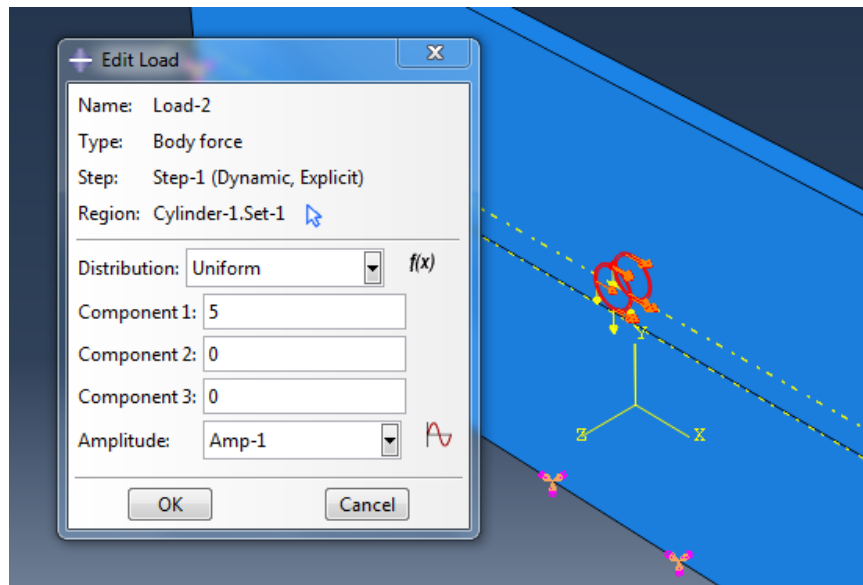 Edit Load
Name: Load-2
Type: Body force
Step: Step-1 (Dynamic, Explicit)
Region: Cylinder-1.Set-1
Distribution: Uniform f(x)
Component 1: 5
Component 2: 0
Component 3: 0
Amplitude: Amp-1
OK Cancel
Y
Z X